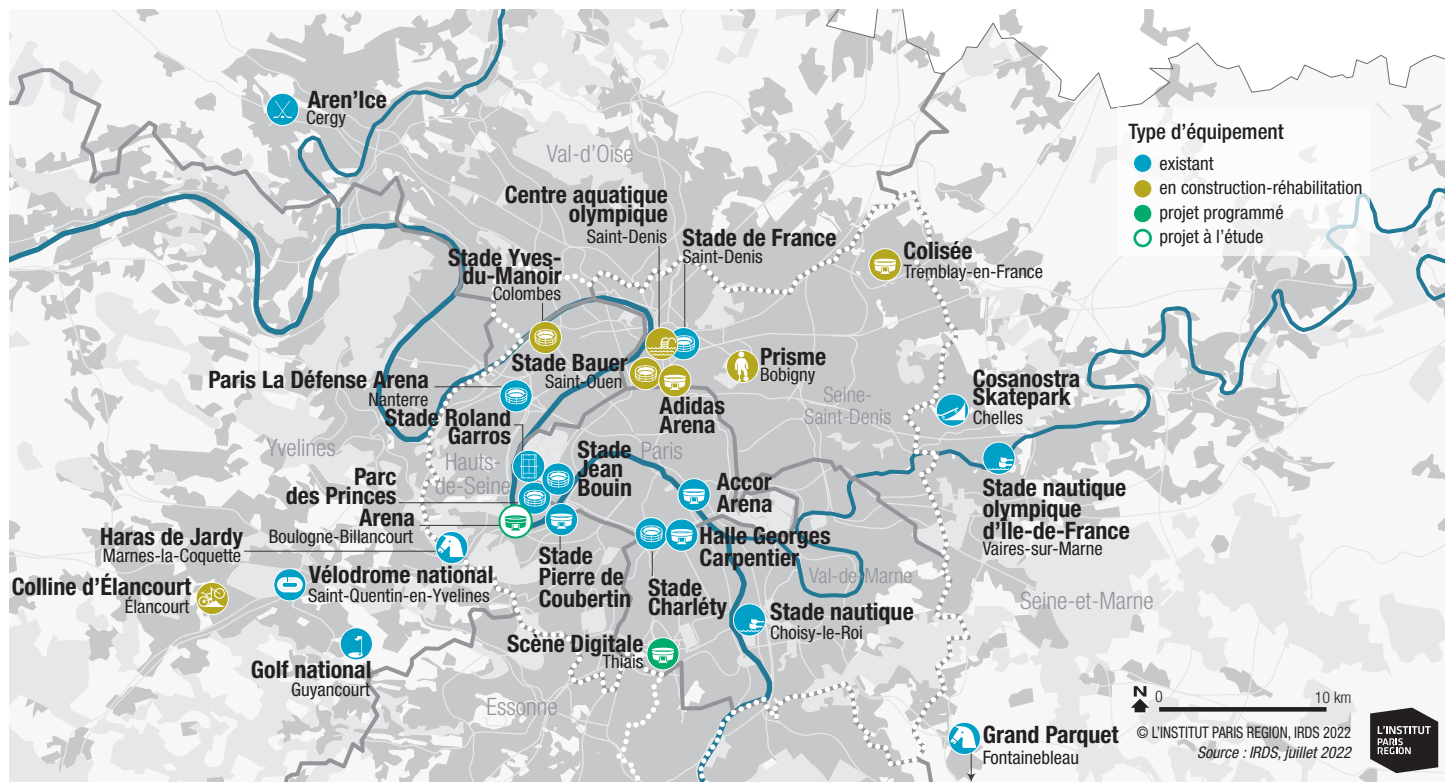 Aren'Ice
Cergy
Val-d'Oise
Centre aquatique
olympique
Saint-Denis
Stade de France
Saint-Denis
Stade Yves-
du-Manoir
Colombes
Colisée
Tremblay-en-France
Type d'équipement
existant
en construction-réhabilitation
projet programmé
projet à l'étude
Stade Bauer
Saint-Ouen
Prisme
Bobigny
Paris La Défense Arena
Nanterre
Adidas
Arena
Seine-
Saint-Denis
Cosanostra
Skatepark
Chelles
Stade Roland
Garros
Yvelines
Hauts-
de-Seine
Stade
Jean
Bouin
Paris
Parc
des Princes
Arena
Boulogne-Billancourt
Accor
Arena
Stade nautique
olympique
d'Île-de-France
Vaires-sur-Marne
Haras de Jardy
Marnes-la-Coquette
Halle Georges
Carpentier
Stade
Pierre de
Coubertin
Stade
Charléty
Val-de-Marne
Colline d'Élancourt
Élancourt
Vélodrome national
Saint-Quentin-en-Yvelines
Stade nautique
Choisy-le-Roi
Seine-et-Marne
Golf national
Guyancourt
Scène Digitale
Thiais
Essonne
Grand Parquet
Fontainebleau
N
0 10 km
© L'INSTITUT PARIS REGION, IRDS 2022
Source : IRDS, juillet 2022
L'INSTITUT
PARIS
REGION